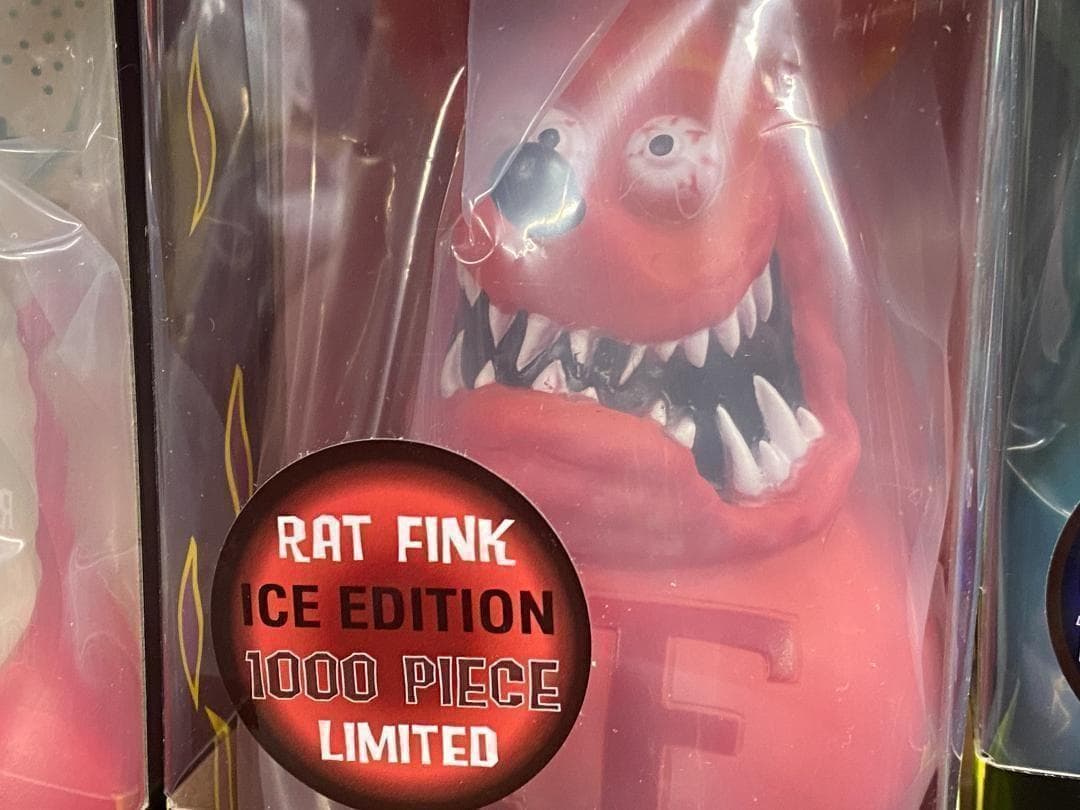 RAT FINK
ICE EDITION
1000 PIECE
LIMITED
F